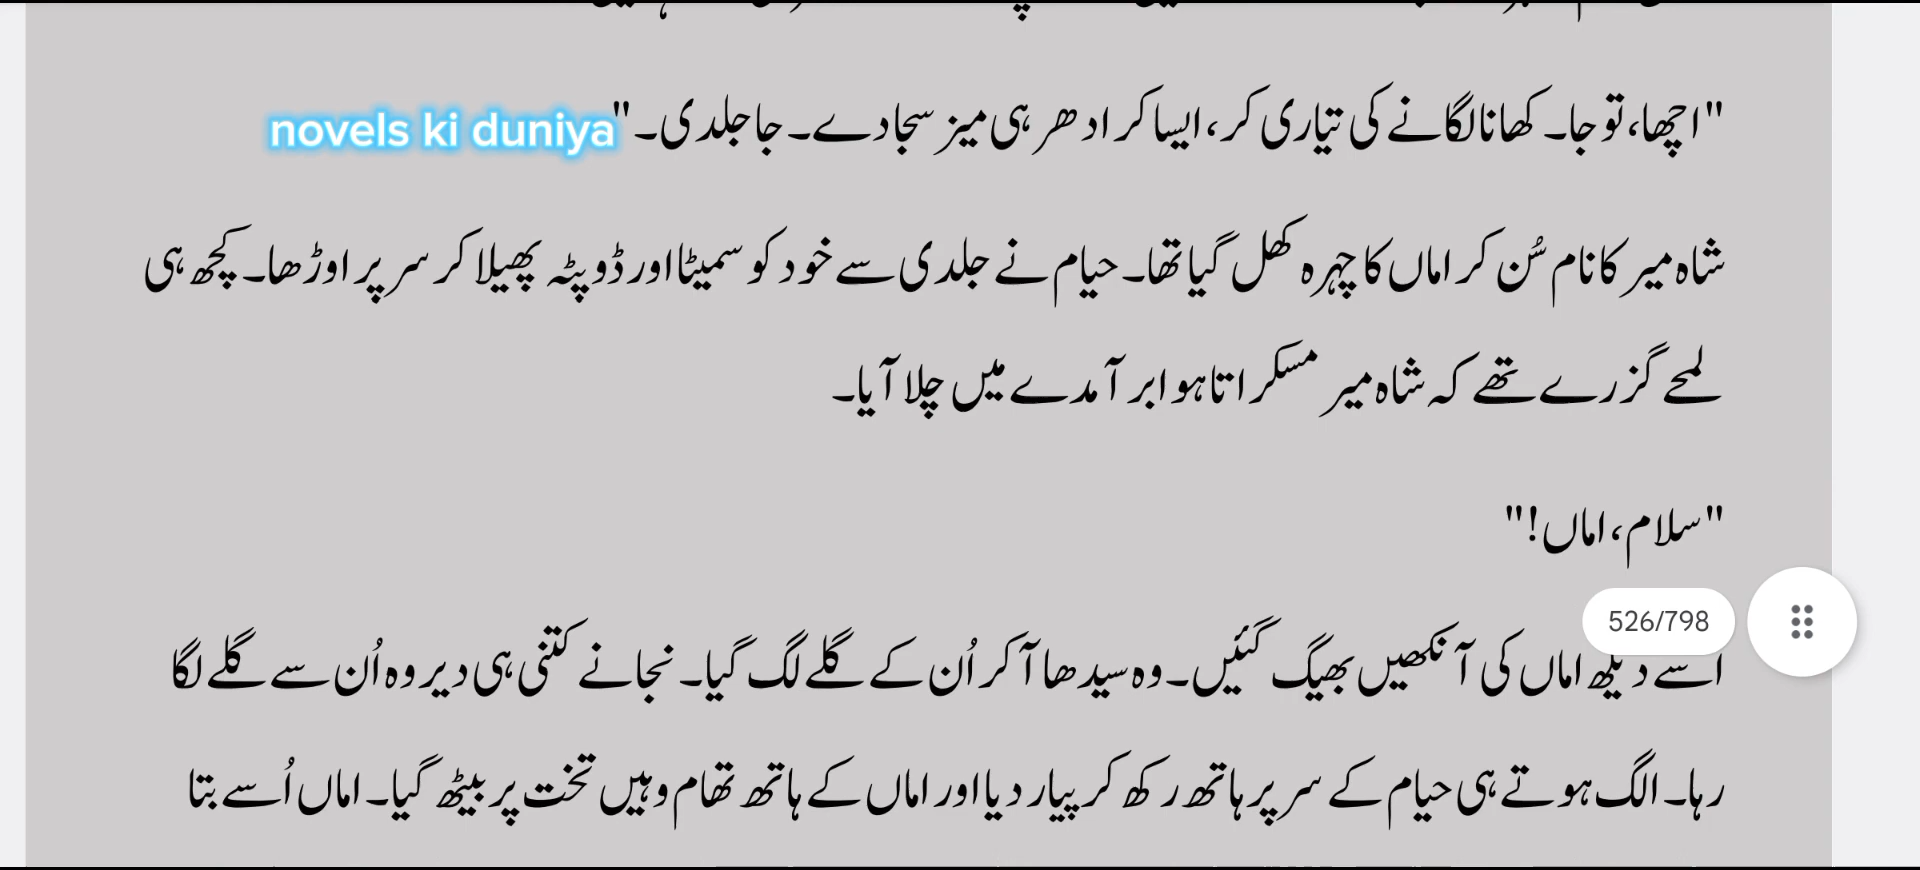 "اچھا، تو جا۔ کھانا لگانے کی تیاری کر، ایسا کر ادھر ہی میز سجا دے۔ جا جلدی۔" novels ki duniya
شاہ میر کا نام سُن کر اماں کا چہرہ کھل گیا تھا۔ حیام نے جلدی سے خود کو سمیٹا اور ڈوپٹہ پھیلا کر سر پر اوڑھا۔ کچھ ہی
لمحے گزرے تھے کہ شاہ میر مسکراتا ہوا برآمدے میں چلا آیا۔
"سلام، اماں!"
526/798
اسے دیکھ اماں کی آنکھیں بھیگ گئیں۔ وہ سیدھا آ کر اُن کے گلے لگ گیا۔ نجانے کتنی ہی دیر وہ اُن سے گلے لگا
رہا۔ الگ ہوتے ہی حیام کے سر پر ہاتھ رکھ کر پیار دیا اور اماں کے ہاتھ تھام وہیں تخت پر بیٹھ گیا۔ اماں اُسے بتا